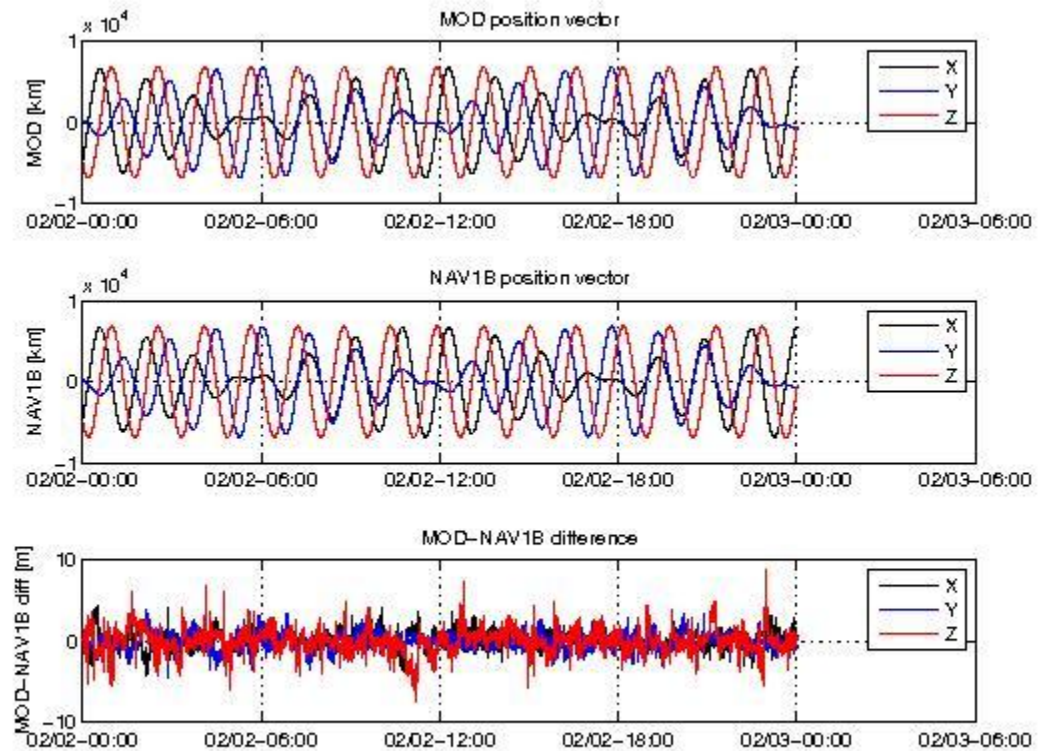 MOD position vector
x 10^4
1
0
-1
MOD [km]
X
Y
Z
02/02-00:00 02/02-06:00 02/02-12:00 02/02-18:00 02/03-00:00 02/03-06:00
NAV1B position vector
x 10^4
1
0
-1
NAV1B [km]
X
Y
Z
02/02-00:00 02/02-06:00 02/02-12:00 02/02-18:00 02/03-00:00 02/03-06:00
MOD-NAV1B difference
10
0
-10
MOD-NAV1B diff [m]
X
Y
Z
02/02-00:00 02/02-06:00 02/02-12:00 02/02-18:00 02/03-00:00 02/03-06:00